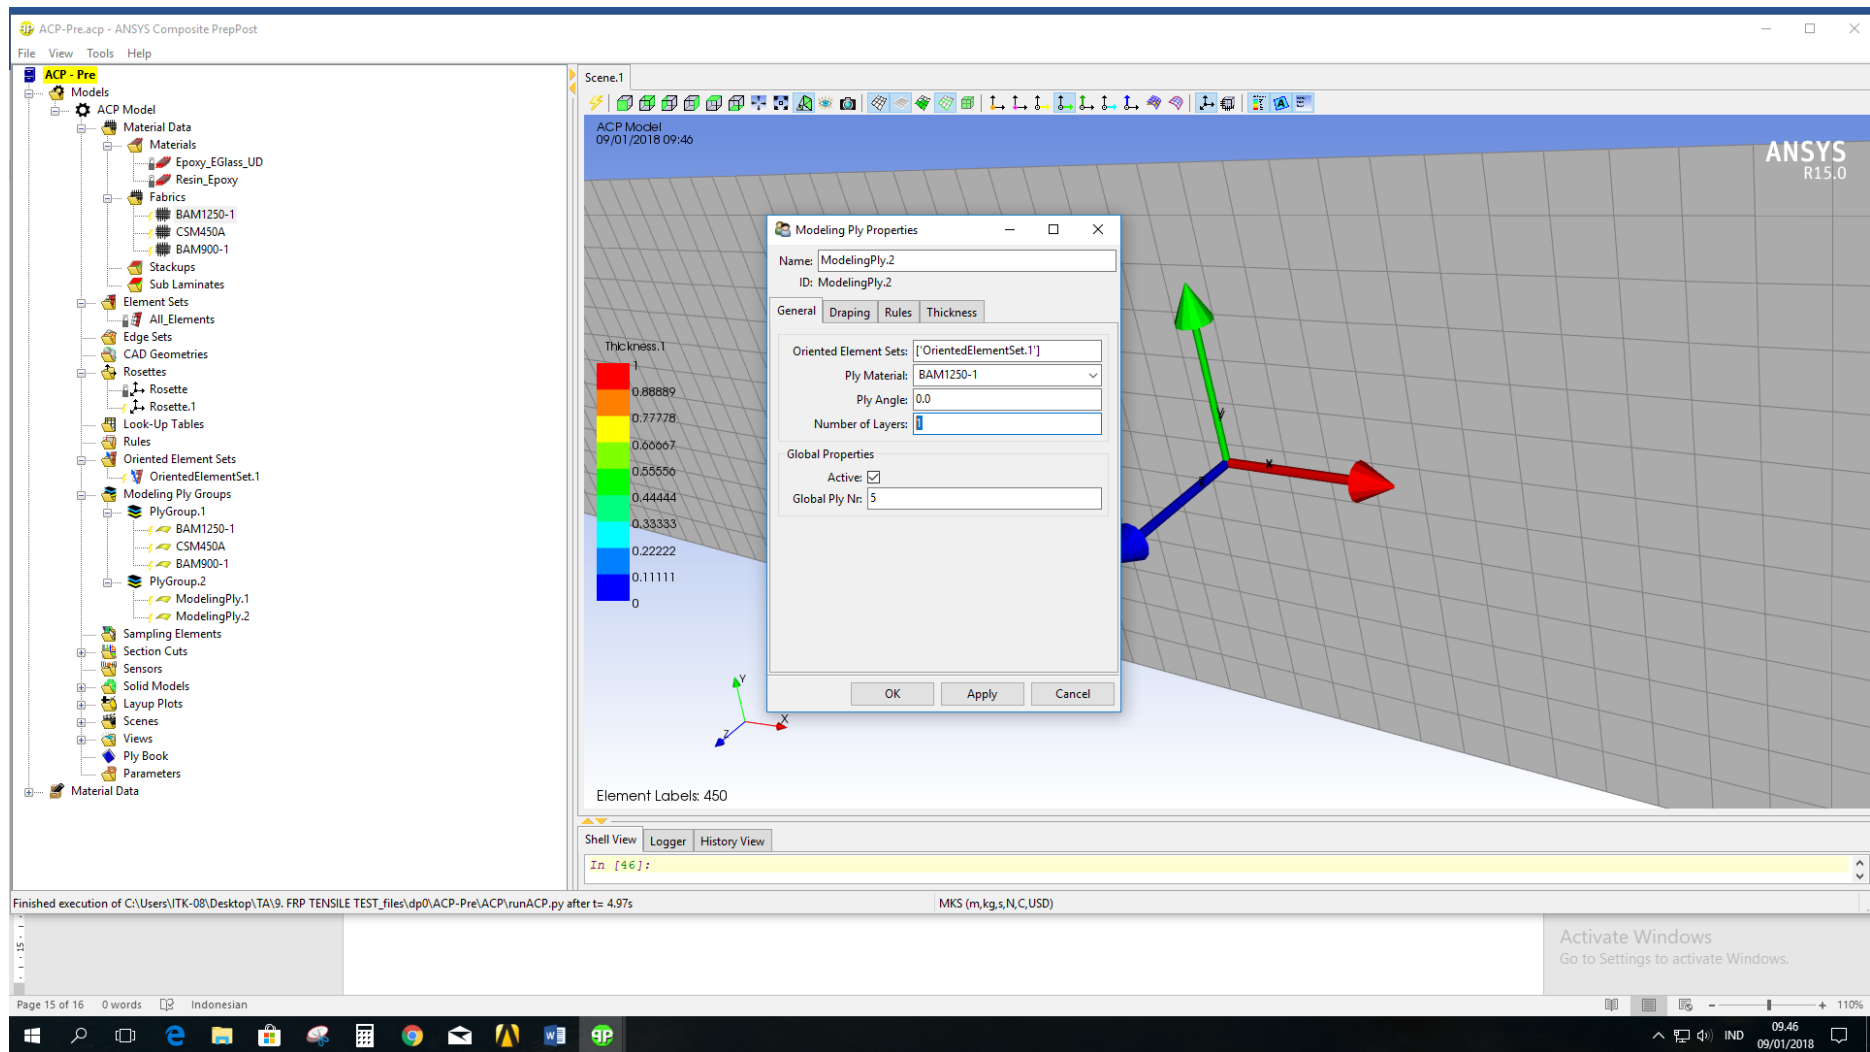 ACP-Pre.acp - ANSYS Composite PrepPost
File View Tools Help
ACP - Pre
Models
ACP Model
Material Data
Materials
Epoxy_EGlass_UD
Resin_Epoxy
Fabrics
BAM1250-1
CSM450A
BAM900-1
Stackups
Sub Laminates
Element Sets
All_Elements
Edge Sets
CAD Geometries
Rosettes
Rosette
Rosette.1
Look-Up Tables
Rules
Oriented Element Sets
OrientedElementSet.1
Modeling Ply Groups
PlyGroup.1
BAM1250-1
CSM450A
BAM900-1
PlyGroup.2
ModelingPly.1
ModelingPly.2
Sampling Elements
Section Cuts
Sensors
Solid Models
Layup Plots
Scenes
Views
Ply Book
Parameters
Material Data
Scene.1
ACP Model
09/01/2018 09:46
ANSYS
R15.0
Thickness.1
1
0.88889
0.77778
0.66667
0.55556
0.44444
0.33333
0.22222
0.11111
0
Modeling Ply Properties
Name: ModelingPly.2
ID: ModelingPly.2
General Draping Rules Thickness
Oriented Element Sets: ['OrientedElementSet.1']
Ply Material: BAM1250-1
Ply Angle: 0.0
Number of Layers: 1
Global Properties
Active:
Global Ply Nr: 5
OK Apply Cancel
Y
X
Y
X
Z
Element Labels: 450
Shell View Logger History View
In [46]:
Finished execution of C:\Users\ITK-08\Desktop\TA\9. FRP TENSILE TEST_files\dp0\ACP-Pre\ACP\runACP.py after t= 4.97s
MKS (m,kg,s,N,C,USD)
15
Activate Windows
Go to Settings to activate Windows.
Page 15 of 16 0 words Indonesian
110%
IND
09.46
09/01/2018